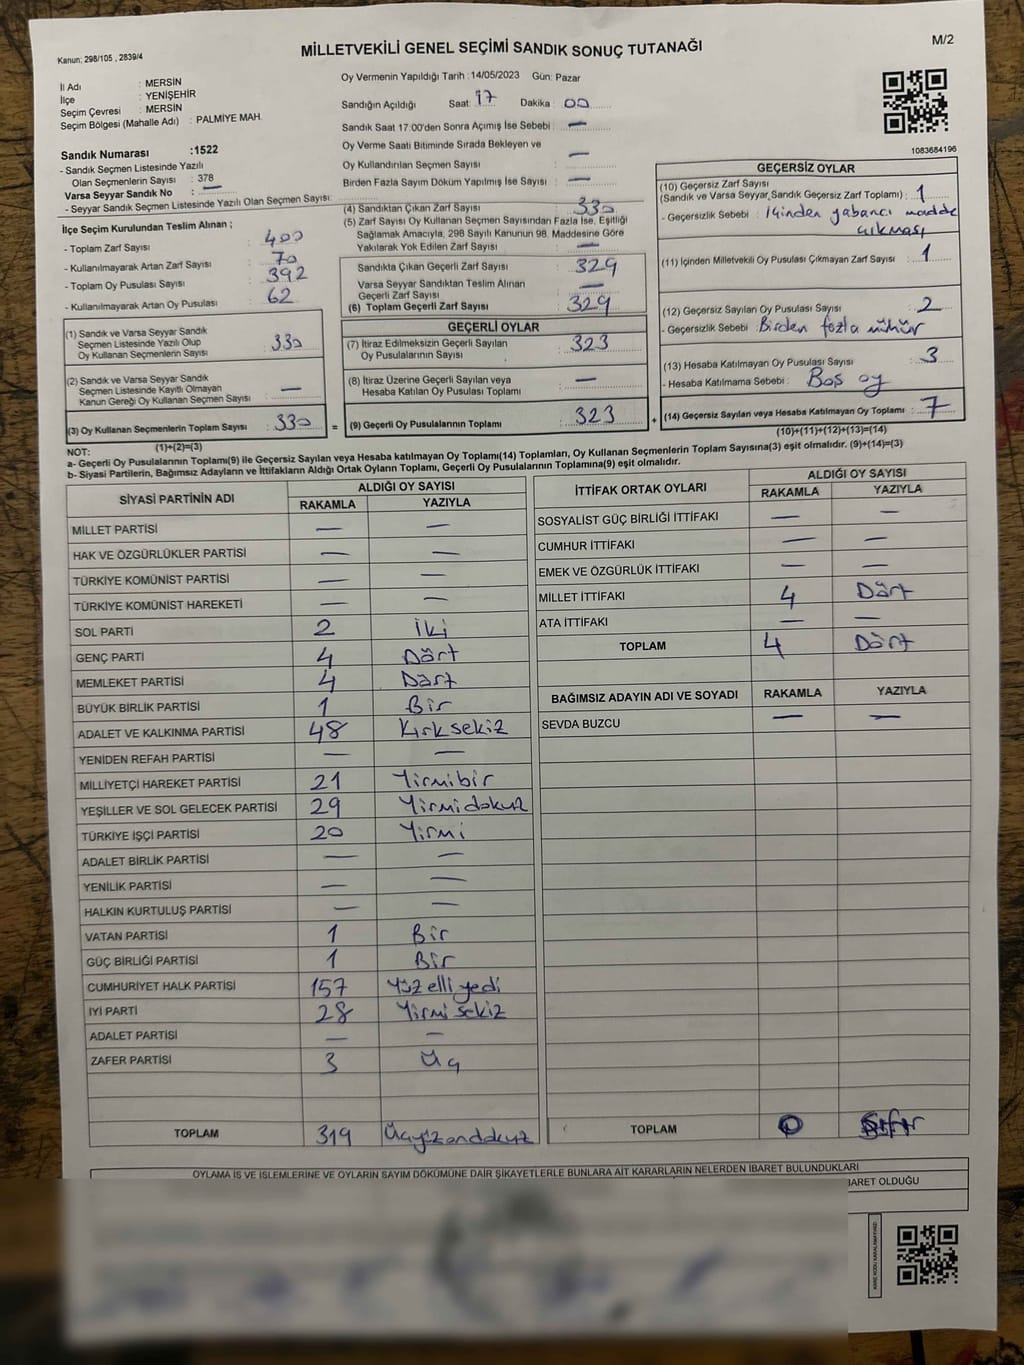 Kanun; 298/105 , 2839/4
MİLLETVEKİLİ GENEL SEÇİMİ SANDIK SONUÇ TUTANAĞI
M/2
İl Adı : MERSİN
İlçe : YENİŞEHİR
Seçim Çevresi : MERSİN
Seçim Bölgesi (Mahalle Adı) : PALMİYE MAH.
Sandık Numarası :1522
- Sandık Seçmen Listesinde Yazılı
Olan Seçmenlerin Sayısı : 378
Varsa Seyyar Sandık No : —
- Seyyar Sandık Seçmen Listesinde Yazılı Olan Seçmen Sayısı:
İlçe Seçim Kurulundan Teslim Alınan ;
- Toplam Zarf Sayısı : 400
- Kullanılmayarak Artan Zarf Sayısı : 70
- Toplam Oy Pusulası Sayısı : 392
- Kullanılmayarak Artan Oy Pusulası : 62
(1) Sandık ve Varsa Seyyar Sandık
Seçmen Listesinde Yazılı Olup
Oy Kullanan Seçmenlerin Sayısı : 330
(2) Sandık ve Varsa Seyyar Sandık
Seçmen Listesinde Kayıtlı Olmayan
Kanun Gereği Oy Kullanan Seçmen Sayısı : —
(3) Oy Kullanan Seçmenlerin Toplam Sayısı : 330
(1)+(2)=(3)
Oy Vermenin Yapıldığı Tarih : 14/05/2023 Gün: Pazar
Sandığın Açıldığı Saat: 17 Dakika : 00
Sandık Saat 17:00'den Sonra Açımış İse Sebebi : —
Oy Verme Saati Bitiminde Sırada Bekleyen ve
Oy Kullandırılan Seçmen Sayısı : —
Birden Fazla Sayım Döküm Yapılmış İse Sayısı : —
(4) Sandıktan Çıkan Zarf Sayısı : 330
(5) Zarf Sayısı Oy Kullanan Seçmen Sayısından Fazla İse, Eşitliği
Sağlamak Amacıyla, 298 Sayılı Kanunun 98. Maddesine Göre
Yakılarak Yok Edilen Zarf Sayısı : —
Sandıkta Çıkan Geçerli Zarf Sayısı : 329
Varsa Seyyar Sandıktan Teslim Alınan
Geçerli Zarf Sayısı : —
(6) Toplam Geçerli Zarf Sayısı : 329
GEÇERLİ OYLAR
(7) İtiraz Edilmeksizin Geçerli Sayılan
Oy Pusulalarının Sayısı : 323
(8) İtiraz Üzerine Geçerli Sayılan veya
Hesaba Katılan Oy Pusulası Toplamı : —
= (9) Geçerli Oy Pusulalarının Toplamı : 323 +
1083684196
GEÇERSİZ OYLAR
(10) Geçersiz Zarf Sayısı
(Sandık ve Varsa Seyyar Sandık Geçersiz Zarf Toplamı) : 1
- Geçersizlik Sebebi : İçinden yabancı madde
çıkması
(11) İçinden Milletvekili Oy Pusulası Çıkmayan Zarf Sayısı : 1
(12) Geçersiz Sayılan Oy Pusulası Sayısı : 2
- Geçersizlik Sebebi : Birden fazla mühür
(13) Hesaba Katılmayan Oy Pusulası Sayısı : 3
- Hesaba Katılmama Sebebi : Boş oy
(14) Geçersiz Sayılan veya Hesaba Katılmayan Oy Toplamı : 7
(10)+(11)+(12)+(13)=(14)
NOT:
a- Geçerli Oy Pusulalarının Toplamı(9) ile Geçersiz Sayılan veya Hesaba katılmayan Oy Toplamı(14) Toplamları, Oy Kullanan Seçmenlerin Toplam Sayısına(3) eşit olmalıdır. (9)+(14)=(3)
b- Siyasi Partilerin, Bağımsız Adayların ve İttifakların Aldığı Ortak Oyların Toplamı, Geçerli Oy Pusulalarının Toplamına(9) eşit olmalıdır.
SİYASİ PARTİNİN ADI ALDIĞI OY SAYISI
RAKAMLA YAZIYLA
MİLLET PARTİSİ — —
HAK VE ÖZGÜRLÜKLER PARTİSİ — —
TÜRKİYE KOMÜNİST PARTİSİ — —
TÜRKİYE KOMÜNİST HAREKETİ — —
SOL PARTİ 2 İki
GENÇ PARTİ 4 Dört
MEMLEKET PARTİSİ 4 Dört
BÜYÜK BİRLİK PARTİSİ 1 Bir
ADALET VE KALKINMA PARTİSİ 48 Kırksekiz
YENİDEN REFAH PARTİSİ — —
MİLLİYETÇİ HAREKET PARTİSİ 21 Yirmibir
YEŞİLLER VE SOL GELECEK PARTİSİ 29 Yirmidokuz
TÜRKİYE İŞÇİ PARTİSİ 20 Yirmi
ADALET BİRLİK PARTİSİ — —
YENİLİK PARTİSİ — —
HALKIN KURTULUŞ PARTİSİ — —
VATAN PARTİSİ 1 Bir
GÜÇ BİRLİĞİ PARTİSİ 1 Bir
CUMHURİYET HALK PARTİSİ 157 Yüz elli yedi
İYİ PARTİ 28 Yirmi sekiz
ADALET PARTİSİ — —
ZAFER PARTİSİ 3 Üç
TOPLAM 319 Üçyüzondokuz
İTTİFAK ORTAK OYLARI ALDIĞI OY SAYISI
RAKAMLA YAZIYLA
SOSYALİST GÜÇ BİRLİĞİ İTTİFAKI — —
CUMHUR İTTİFAKI — —
EMEK VE ÖZGÜRLÜK İTTİFAKI — —
MİLLET İTTİFAKI 4 Dört
ATA İTTİFAKI — —
TOPLAM 4 Dört
BAĞIMSIZ ADAYIN ADI VE SOYADI RAKAMLA YAZIYLA
SEVDA BUZCU — —
TOPLAM 0 Sıfır
OYLAMA İŞ VE İŞLEMLERİNE VE OYLARIN SAYIM DÖKÜMÜNE DAİR ŞİKAYETLERLE BUNLARA AİT KARARLARIN NELERDEN İBARET BULUNDUKLARI
İBARET OLDUĞU